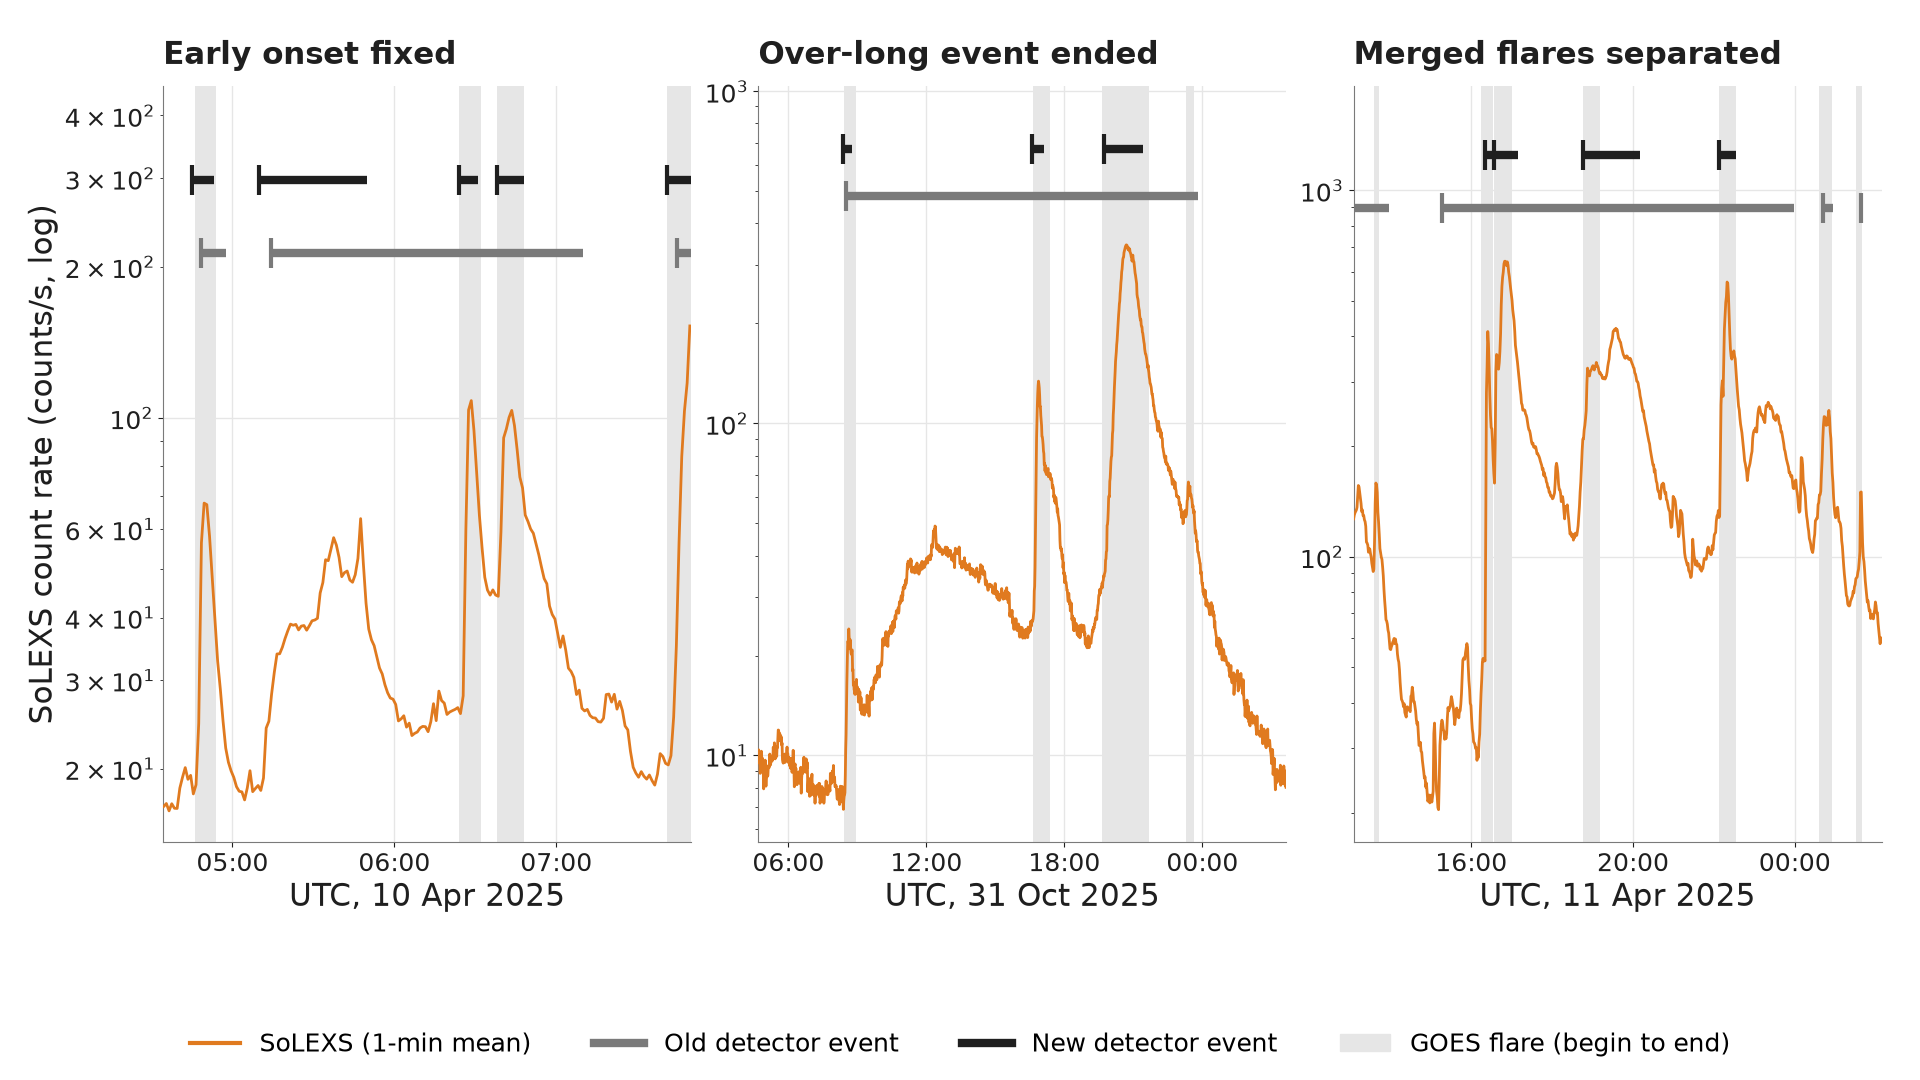 Early onset fixed
Over-long event ended
Merged flares separated
SoLEXS count rate (counts/s, log)
4 × 10²
3 × 10²
2 × 10²
10²
6 × 10¹
4 × 10¹
3 × 10¹
2 × 10¹
05:00 06:00 07:00
UTC, 10 Apr 2025
10³
10²
10¹
06:00 12:00 18:00 00:00
UTC, 31 Oct 2025
10³
10²
16:00 20:00 00:00
UTC, 11 Apr 2025
SoLEXS (1-min mean)
Old detector event
New detector event
GOES flare (begin to end)